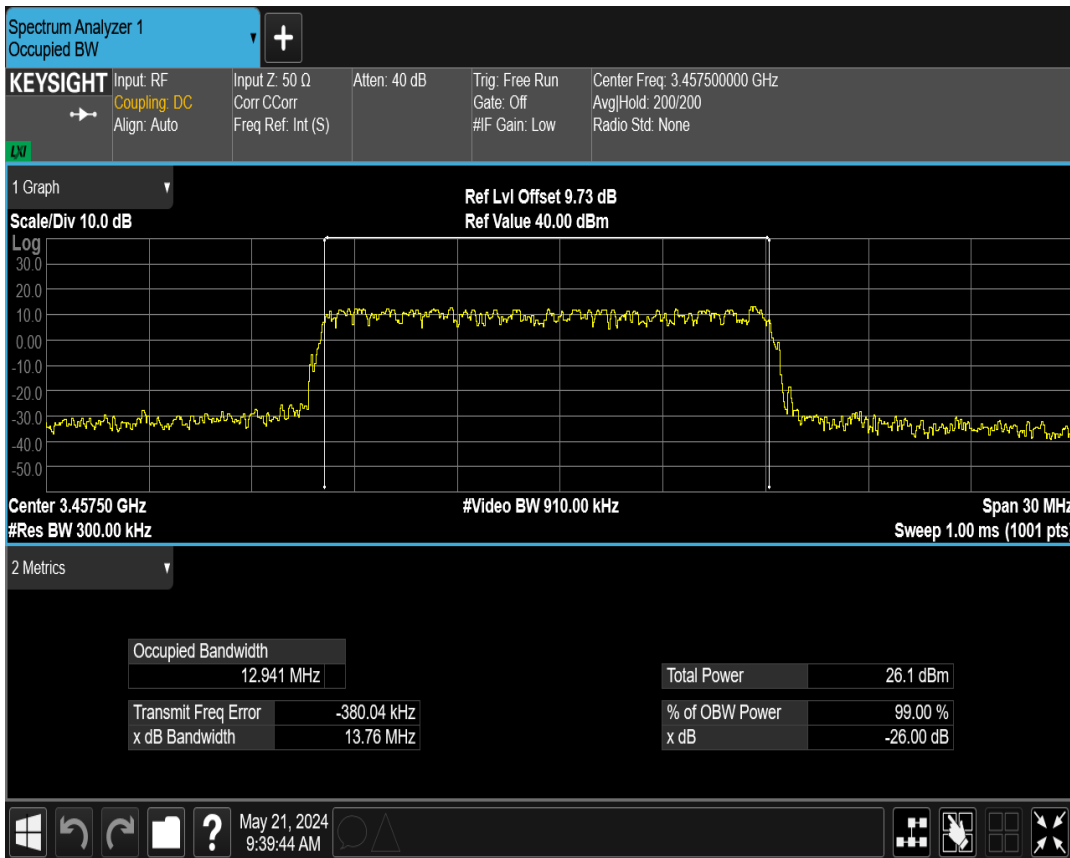 Spectrum Analyzer 1
Occupied BW
KEYSIGHT
LXI
Input: RF
Coupling: DC
Align: Auto
Input Z: 50 Ω
Corr CCorr
Freq Ref: Int (S)
Atten: 40 dB
Trig: Free Run
Gate: Off
#IF Gain: Low
Center Freq: 3.457500000 GHz
Avg|Hold: 200/200
Radio Std: None
1 Graph
Scale/Div 10.0 dB
Ref Lvl Offset 9.73 dB
Ref Value 40.00 dBm
Log
30.0
20.0
10.0
0.00
-10.0
-20.0
-30.0
-40.0
-50.0
Center 3.45750 GHz
#Video BW 910.00 kHz
Span 30 MHz
#Res BW 300.00 kHz
Sweep 1.00 ms (1001 pts)
2 Metrics
Occupied Bandwidth
12.941 MHz
Total Power 26.1 dBm
Transmit Freq Error -380.04 kHz
% of OBW Power 99.00 %
x dB Bandwidth 13.76 MHz
x dB -26.00 dB
?
May 21, 2024
9:39:44 AM